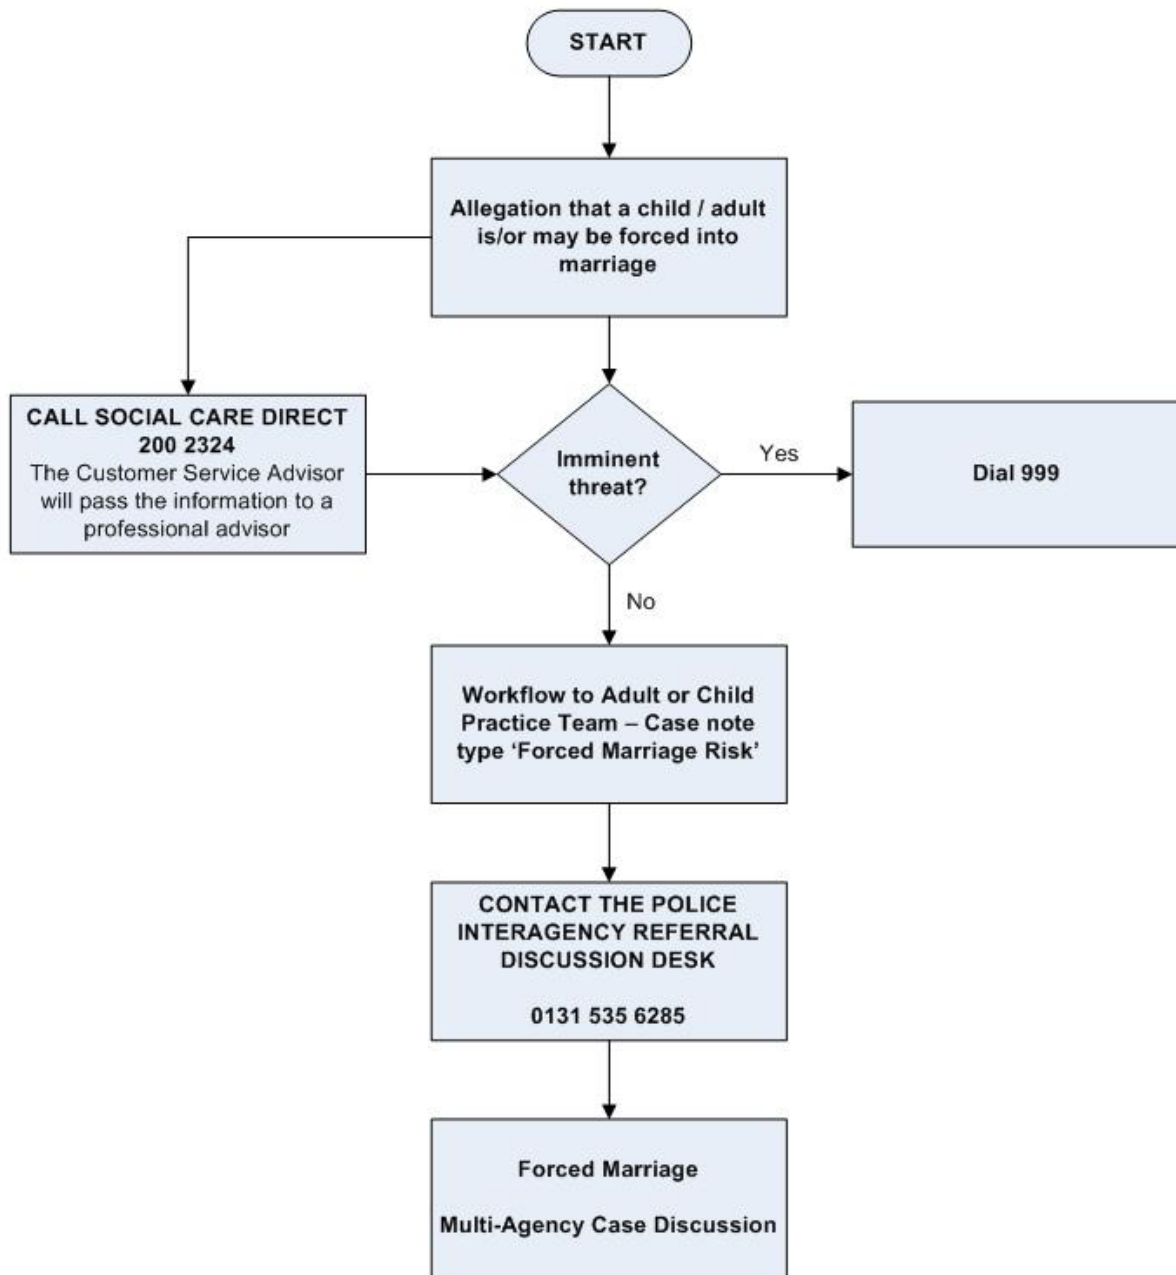 START
Allegation that a child / adult
is/or may be forced into
marriage
CALL SOCIAL CARE DIRECT
200 2324
The Customer Service Advisor
will pass the information to a
professional advisor
Imminent
threat?
Yes
Dial 999
No
Workflow to Adult or Child
Practice Team – Case note
type ‘Forced Marriage Risk’
CONTACT THE POLICE
INTERAGENCY REFERRAL
DISCUSSION DESK
0131 535 6285
Forced Marriage
Multi-Agency Case Discussion